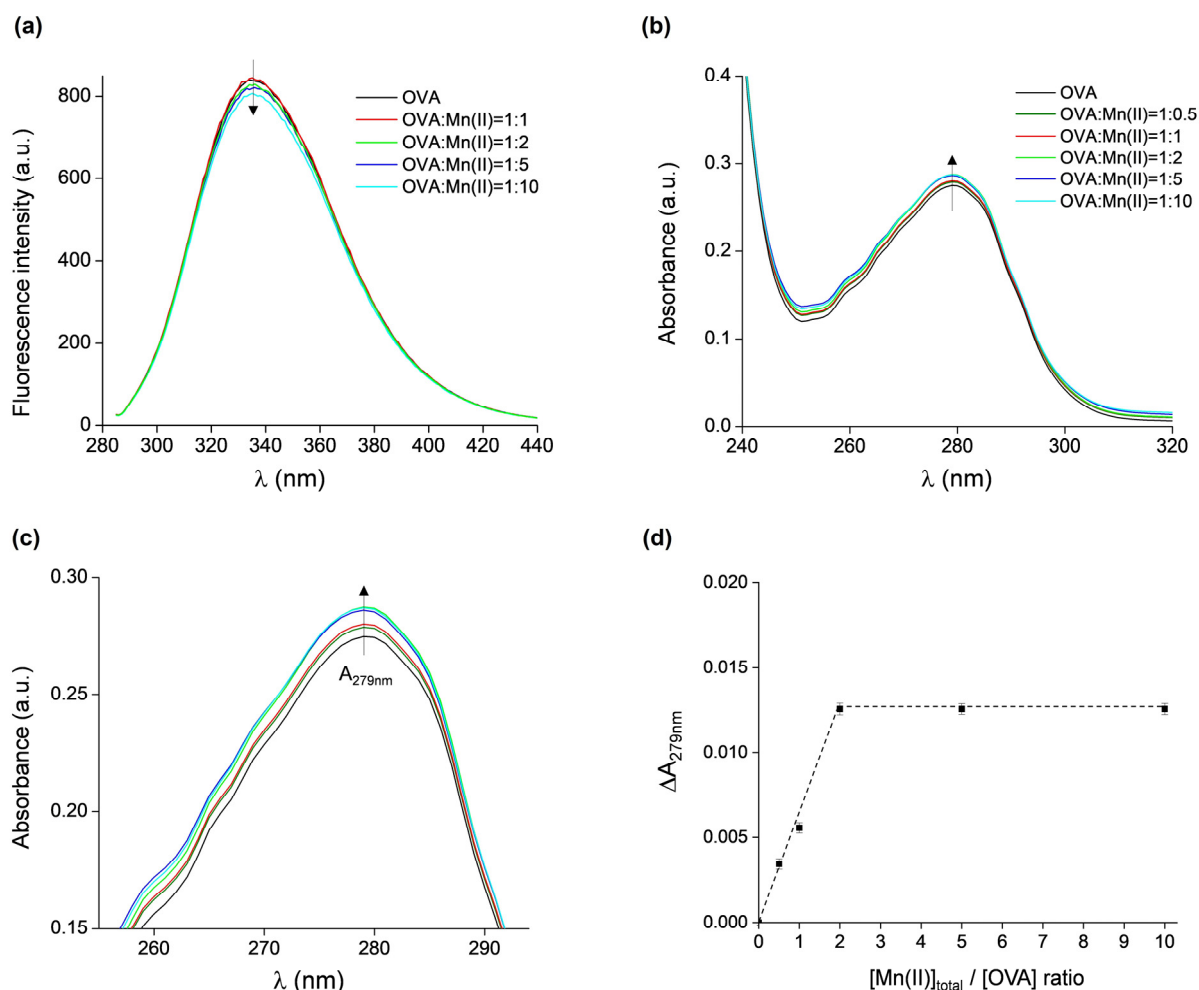 (a)
Fluorescence intensity (a.u.)
800
600
400
200
0
280 300 320 340 360 380 400 420 440
λ (nm)
OVA
OVA:Mn(II)=1:1
OVA:Mn(II)=1:2
OVA:Mn(II)=1:5
OVA:Mn(II)=1:10
(b)
Absorbance (a.u.)
0.4
0.3
0.2
0.1
0.0
240 260 280 300 320
λ (nm)
OVA
OVA:Mn(II)=1:0.5
OVA:Mn(II)=1:1
OVA:Mn(II)=1:2
OVA:Mn(II)=1:5
OVA:Mn(II)=1:10
(c)
Absorbance (a.u.)
0.30
0.25
0.20
0.15
260 270 280 290
λ (nm)
A279nm
(d)
ΔA279nm
0.020
0.015
0.010
0.005
0.000
0 1 2 3 4 5 6 7 8 9 10
[Mn(II)]total / [OVA] ratio